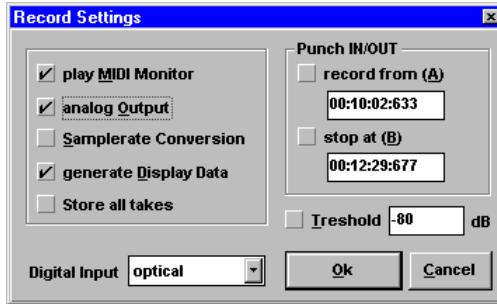 Record Settings
play MIDI Monitor
analog Output
Samplerate Conversion
generate Display Data
Store all takes
Digital Input optical
Punch IN/OUT
record from (A)
00:10:02:633
stop at (B)
00:12:29:677
Treshold -80 dB
Ok Cancel